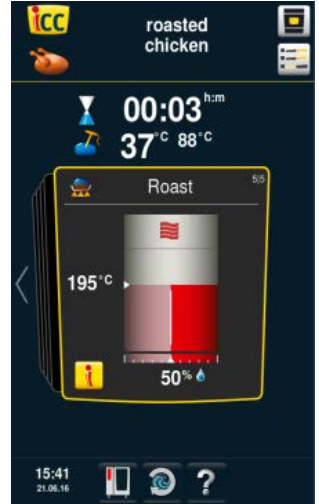 icc
roasted
chicken
00:03 h:m
37°C 88°C
Roast
5|5
195°C
i
50%
15:41
21.06.16
?